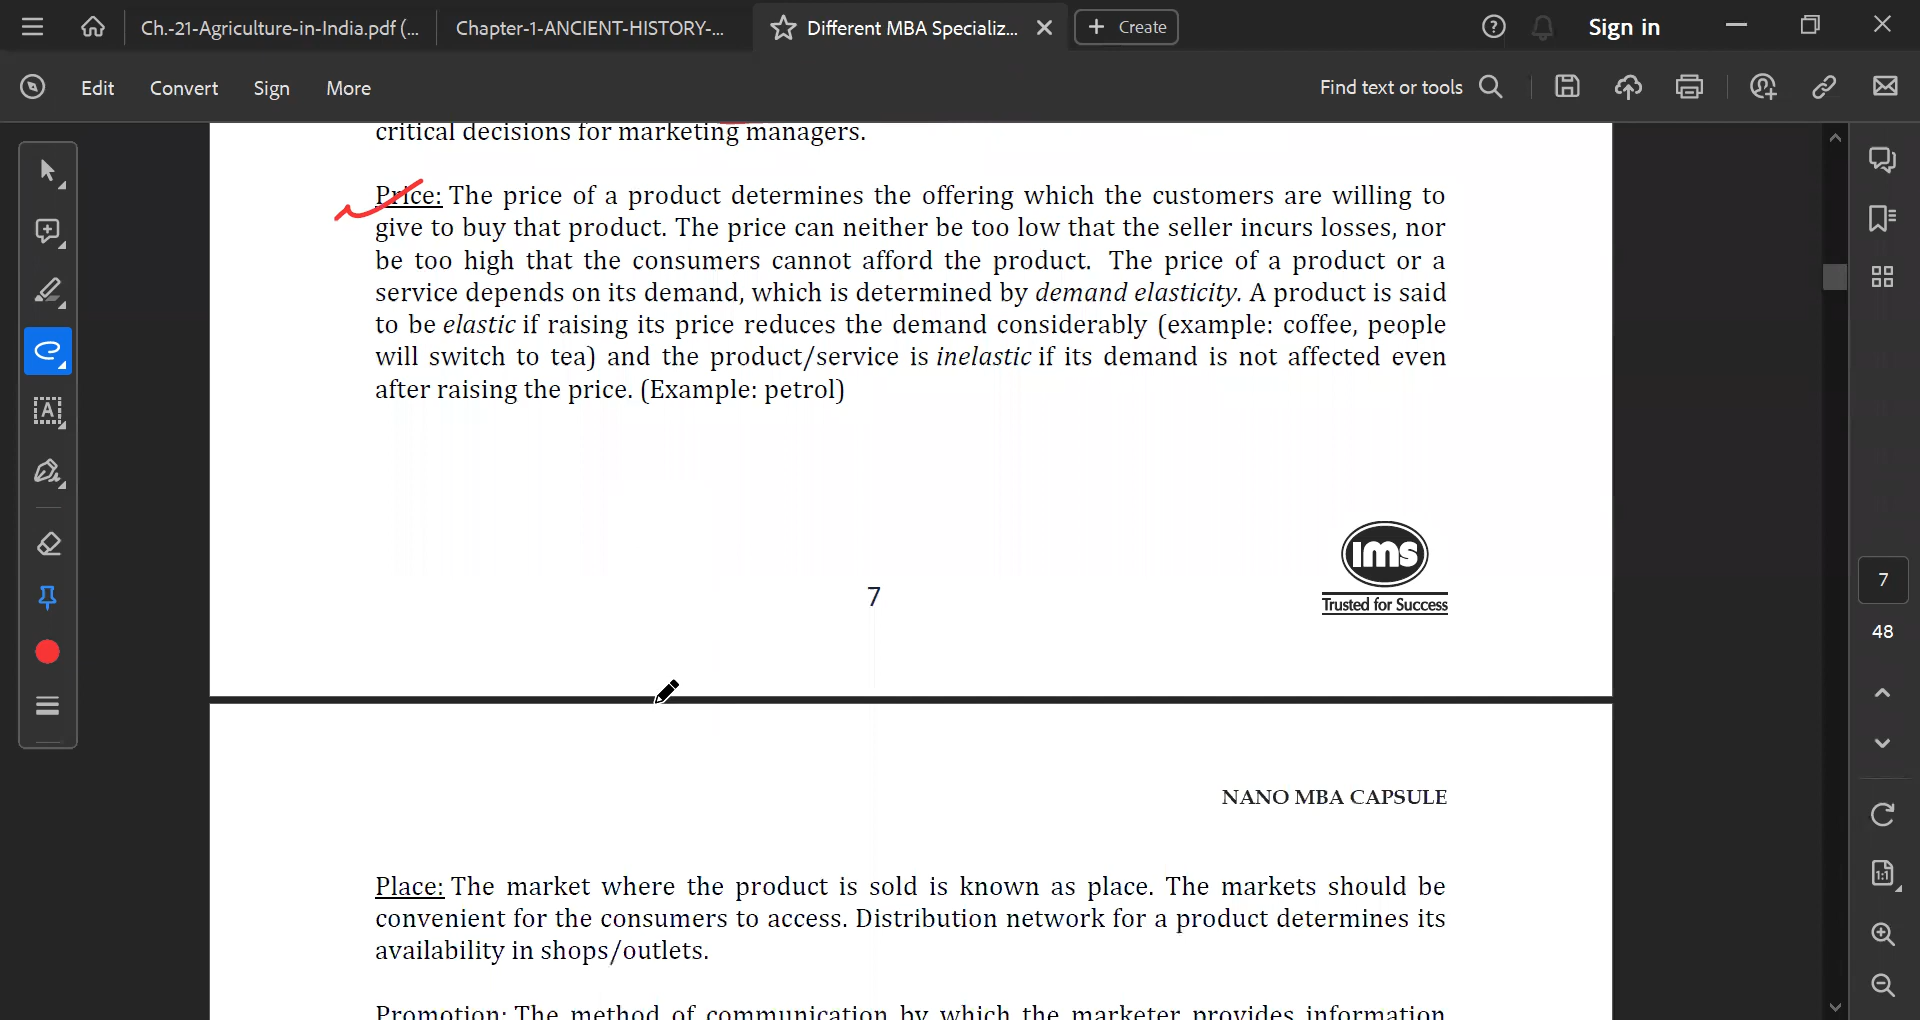 Ch.-21-Agriculture-in-India.pdf (...
Chapter-1-ANCIENT-HISTORY-...
Different MBA Specializ...
Create
Sign in
Edit
Convert
Sign
More
Find text or tools
critical decisions for marketing managers.
Price: The price of a product determines the offering which the customers are willing to
give to buy that product. The price can neither be too low that the seller incurs losses, nor
be too high that the consumers cannot afford the product. The price of a product or a
service depends on its demand, which is determined by demand elasticity. A product is said
to be elastic if raising its price reduces the demand considerably (example: coffee, people
will switch to tea) and the product/service is inelastic if its demand is not affected even
after raising the price. (Example: petrol)
ims
Trusted for Success
7
7
48
NANO MBA CAPSULE
Place: The market where the product is sold is known as place. The markets should be
convenient for the consumers to access. Distribution network for a product determines its
availability in shops/outlets.
Promotion: The method of communication by which the marketer provides information
1:1